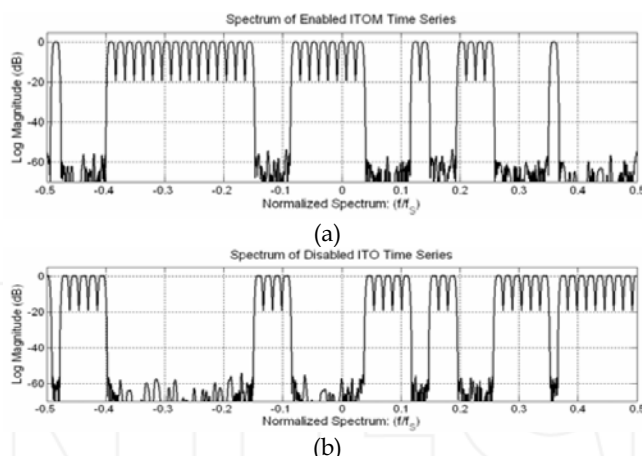 Spectrum of Enabled ITOM Time Series
Log Magnitude (dB)
0
-20
-40
-60
-0.5 -0.4 -0.3 -0.2 -0.1 0 0.1 0.2 0.3 0.4 0.5
Normalized Spectrum: (f/fS)
(a)
Spectrum of Disabled ITO Time Series
Log Magnitude (dB)
0
-20
-40
-60
-0.5 -0.4 -0.3 -0.2 -0.1 0 0.1 0.2 0.3 0.4 0.5
Normalized Spectrum: (f/fS)
(b)